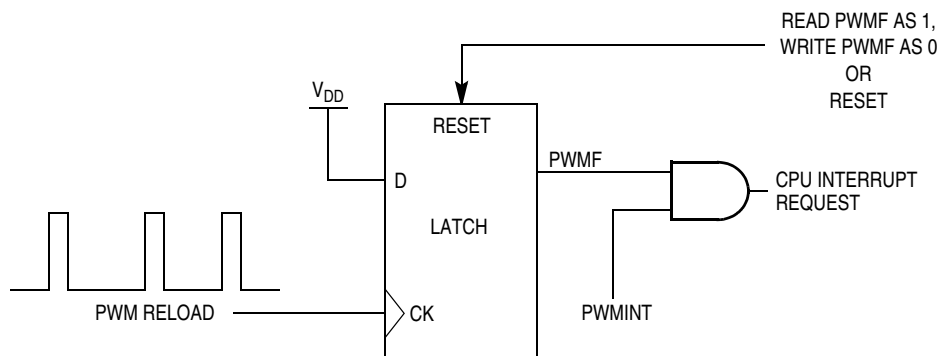 READ PWMF AS 1,
WRITE PWMF AS 0
OR
RESET
VDD
RESET
PWMF
D
CPU INTERRUPT
REQUEST
LATCH
PWM RELOAD
CK
PWMINT